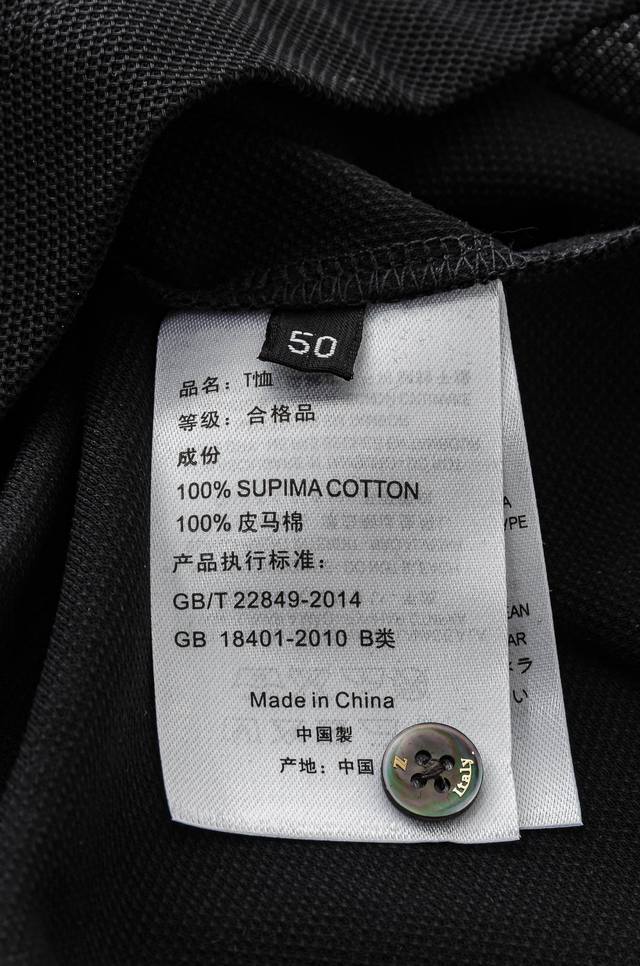 50
品名：T恤
等级：合格品
成份
100% SUPIMA COTTON
100% 皮马棉
产品执行标准：
GB/T 22849-2014
GB 18401-2010 B类
Made in China
中国製
产地：中国
Z Italy.